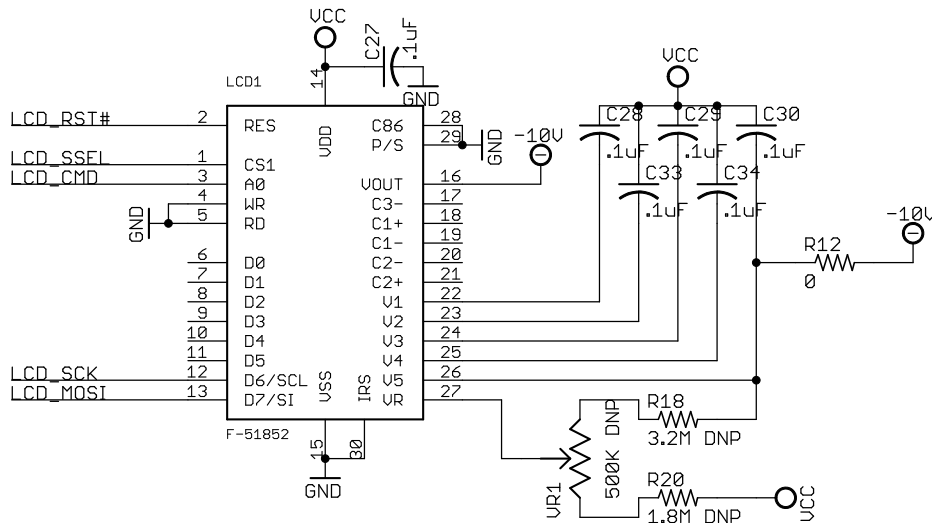 VCC
C27
.1uF
GND
LCD1
14
VDD
LCD_RST#
2
RES
LCD_SSEL
1
CS1
LCD_CMD
3
A0
4
WR
5
RD
GND
6
D0
7
D1
8
D2
9
D3
10
D4
11
D5
LCD_SCK
12
D6/SCL
LCD_MOSI
13
D7/SI
VSS
IRS
F-51852
15
30
GND
C86
28
P/S
29
GND
-10V
VOUT
16
C3-
17
C1+
18
C1-
19
C2-
20
C2+
21
V1
22
V2
23
V3
24
V4
25
V5
26
VR
27
VCC
C28
.1uF
C29
.1uF
C30
.1uF
C33
.1uF
C34
.1uF
-10V
R12
0
R18
3.2M DNP
VR1
500K DNP
R20
1.8M DNP
VCC